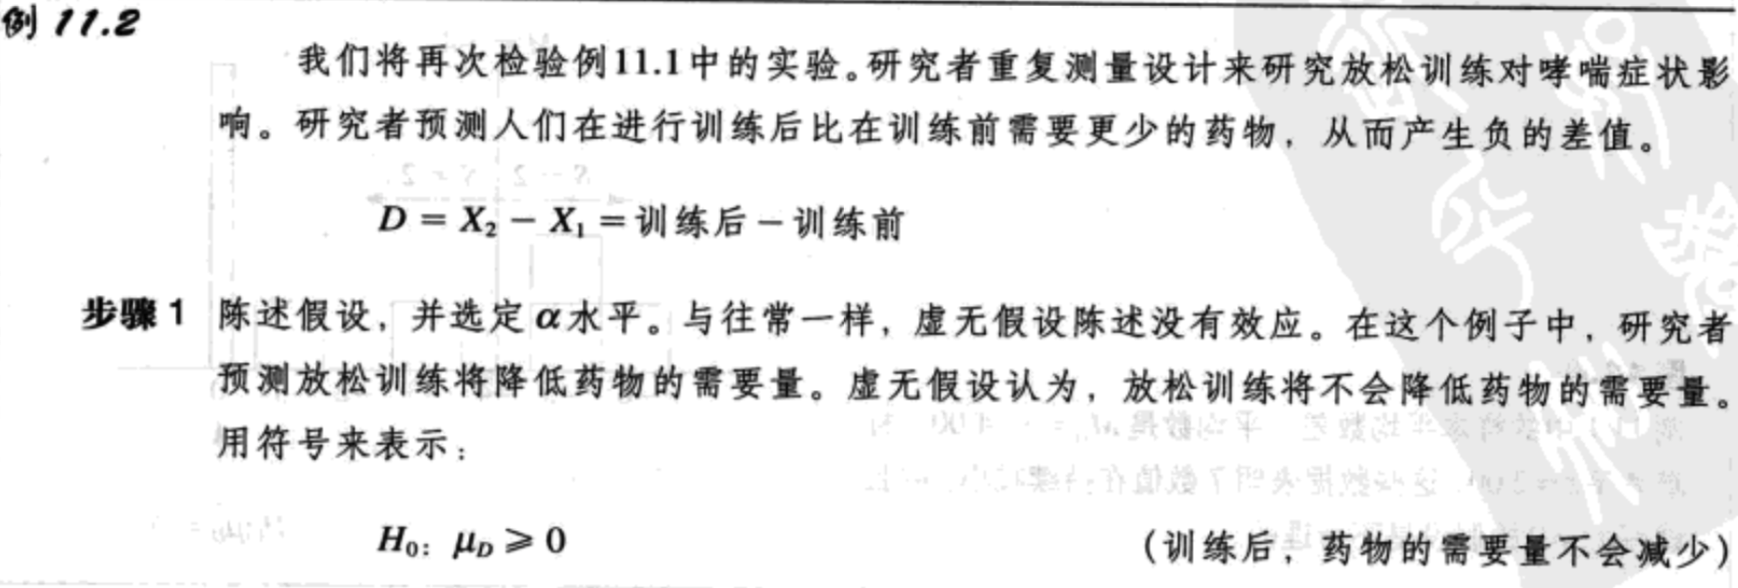 例 11.2
我们将再次检验例11.1中的实验。研究者重复测量设计来研究放松训练对哮喘症状影
响。研究者预测人们在进行训练后比在训练前需要更少的药物，从而产生负的差值。
D = X₂ − X₁ = 训练后 − 训练前
步骤 1 陈述假设，并选定 α 水平。与往常一样，虚无假设陈述没有效应。在这个例子中，研究者
预测放松训练将降低药物的需要量。虚无假设认为，放松训练将不会降低药物的需要量。
用符号来表示：
H₀: μ_D ⩾ 0 （训练后，药物的需要量不会减少）